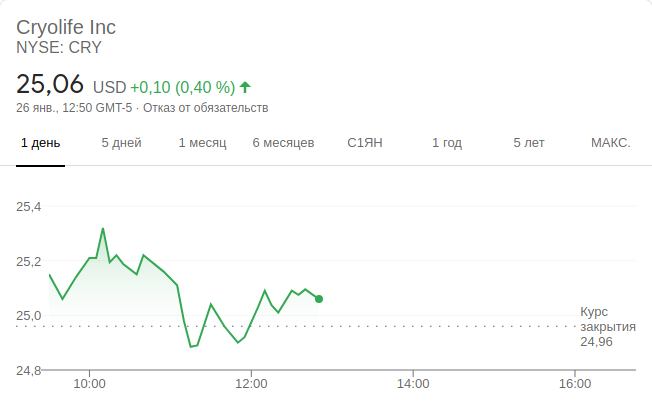 Cryolife Inc
NYSE: CRY
25,06 USD +0,10 (0,40 %)
26 янв., 12:50 GMT-5 · Отказ от обязательств
1 день 5 дней 1 месяц 6 месяцев С1ЯН 1 год 5 лет МАКС.
25,4
25,2
25,0
24,8
Курс
закрытия
24,96
10:00 12:00 14:00 16:00